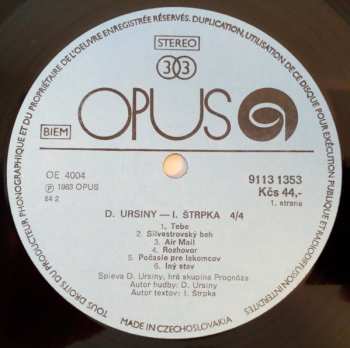 TOUS DROITS DU PRODUCTEUR PHONOGRAPHIQUE ET DU PROPRIÉTAIRE DE L'OEUVRE ENREGISTRÉE RÉSERVÉS. DUPLICATION, UTILISATION DE CE DISQUE POUR EXÉCUTION PUBLIQUE ET RADIODIFFUSION INTERDITES
STEREO
33
OPUS
BIEM
OE 4004
Ⓟ 1983 OPUS
84 2
9113 1353
Kčs 44,-
1. strana
D. URSINY — I. ŠTRPKA 4/4
1. Tebe
2. Silvestrovský beh
3. Air Mail
4. Rozhovor
5. Počasie pre lakomcov
6. Iný stav
Spieva D. Ursiny, hrá skupina Prognóza
Autor hudby: D. Ursiny
Autor textov: I. Štrpka
MADE IN CZECHOSLOVAKIA